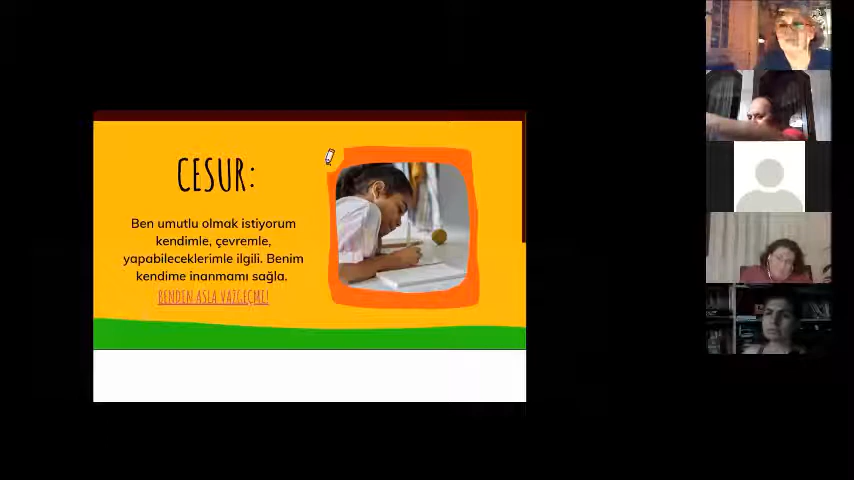 CESUR:
Ben umutlu olmak istiyorum
kendimle, çevremle,
yapabileceklerimle ilgili. Benim
kendime inanmamı sağla.
BENDEN ASLA VAZGEÇME!